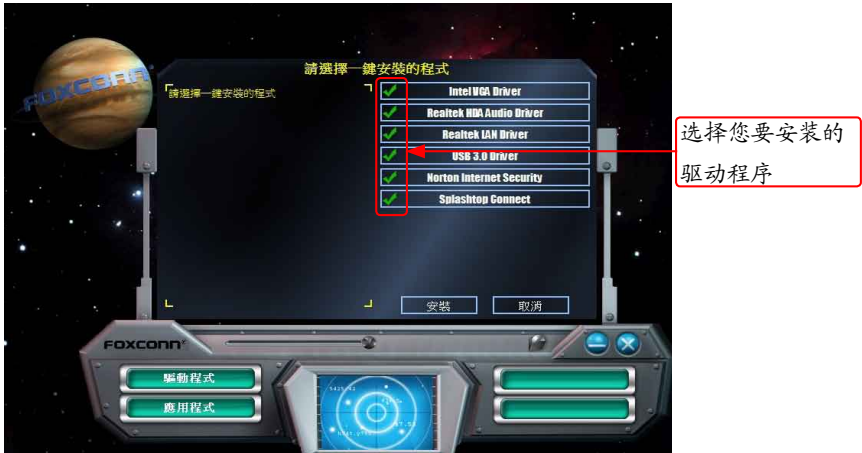 FOXCONN
請選擇一鍵安裝的程式
請選擇一鍵安裝的程式
Intel VGA Driver
Realtek HDA Audio Driver
Realtek LAN Driver
USB 3.0 Driver
Norton Internet Security
Splashtop Connect
选择您要安装的
驱动程序
安裝
取消
FOXCONN
驅動程式
應用程式